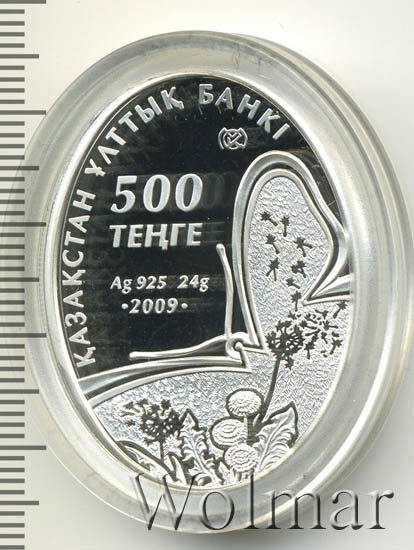 ҚАЗАҚСТАН ҰЛТТЫҚ БАНКІ
500
ТЕҢГЕ
Ag 925 24g
·2009·
Wolmar